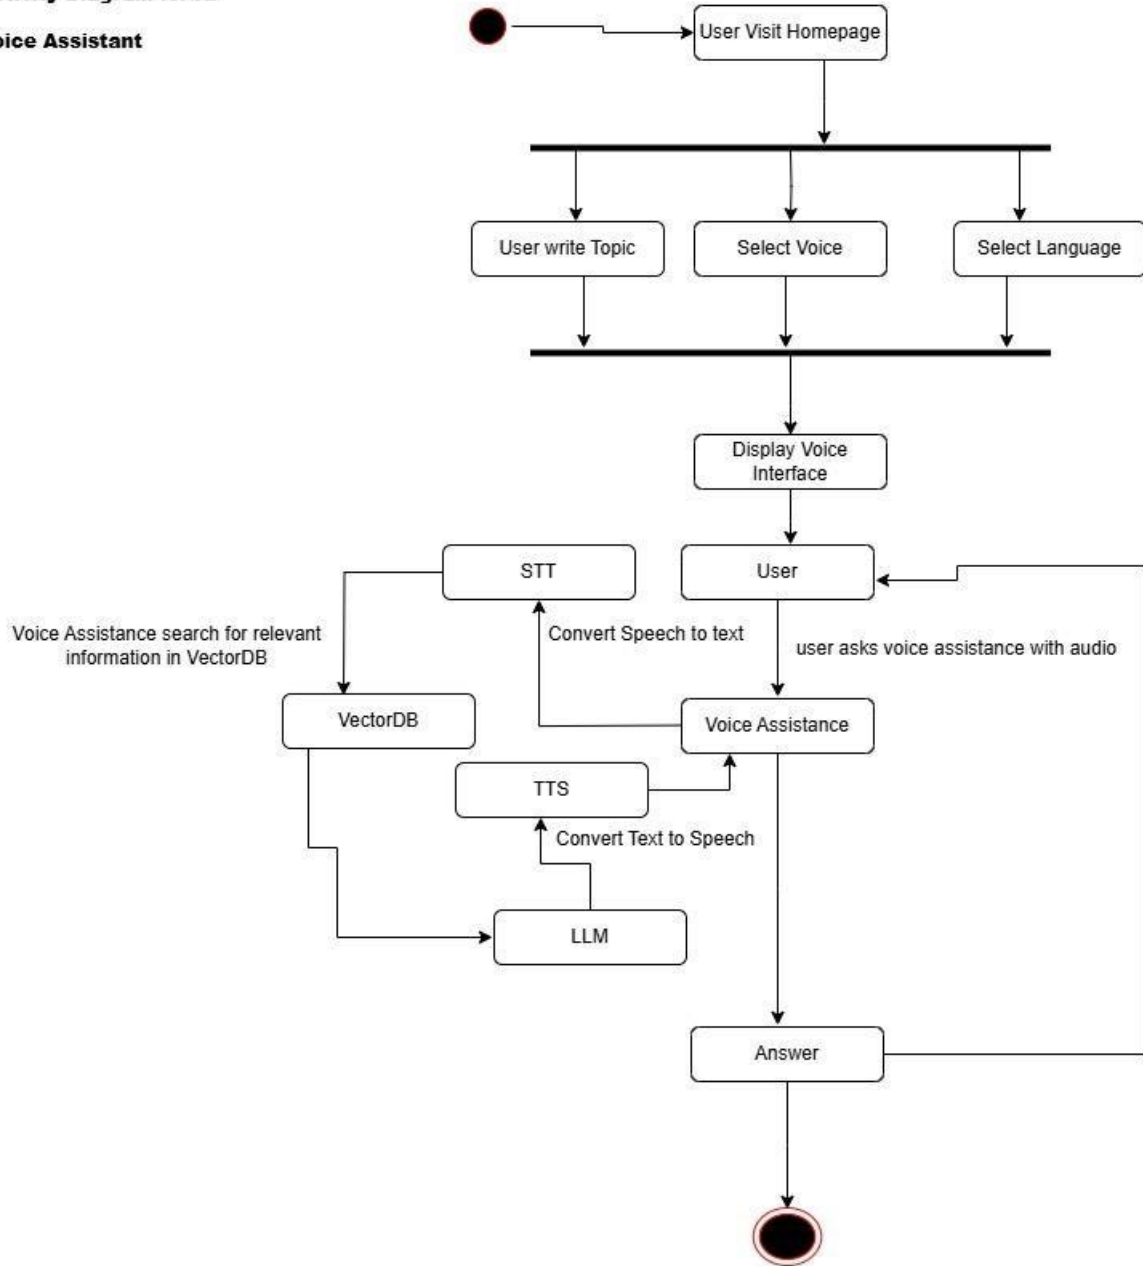 Diagram
Assistant
User Visit Homepage
User write Topic
Select Voice
Select Language
Display Voice
Interface
STT
User
Voice Assistance search for relevant
information in VectorDB
Convert Speech to text
user asks voice assistance with audio
VectorDB
Voice Assistance
TTS
Convert Text to Speech
LLM
Answer